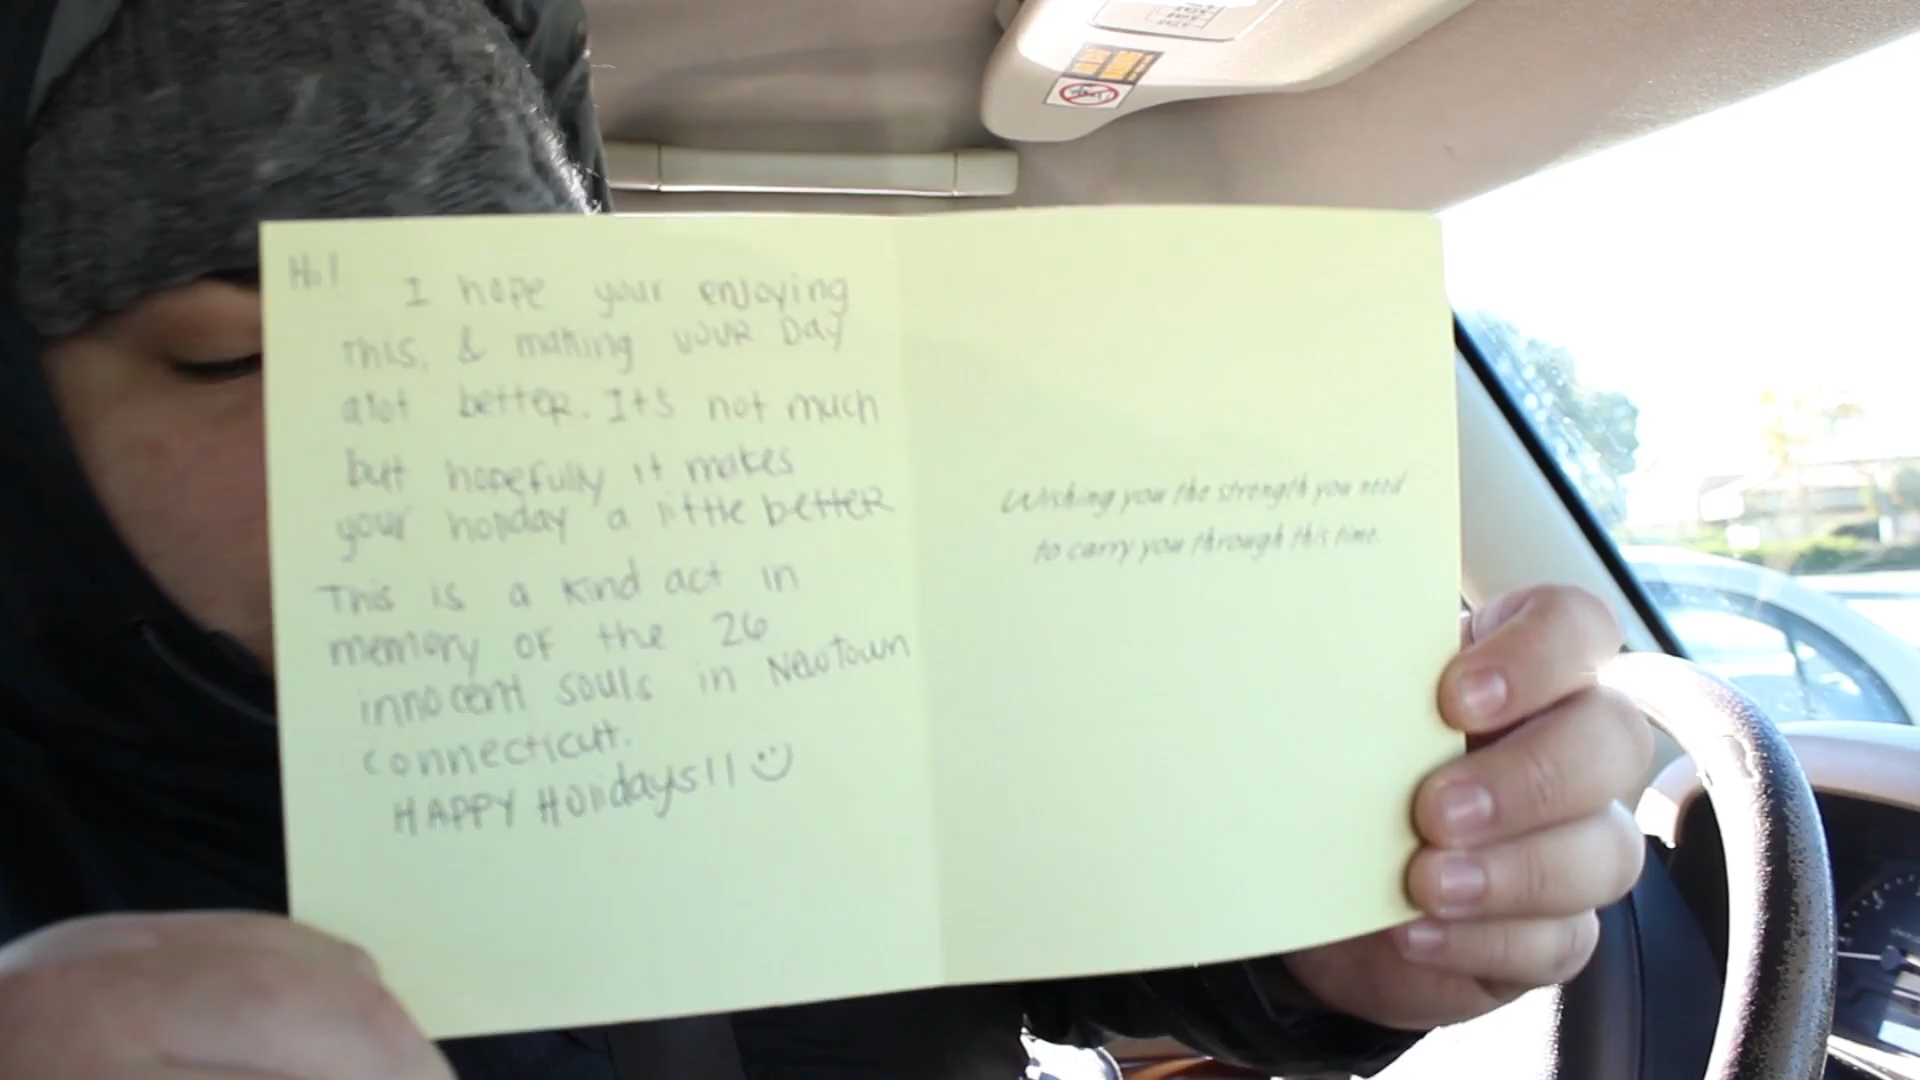 Hi!
I hope your enjoying
this, & making your Day
alot better. Its not much
but hopefully it makes
your holiday a little better
This is a kind act in
memory of the 26
innocent souls in Newtown
connecticut.
HAPPY Holidays!! ☺
Wishing you the strength you need
to carry you through this time.